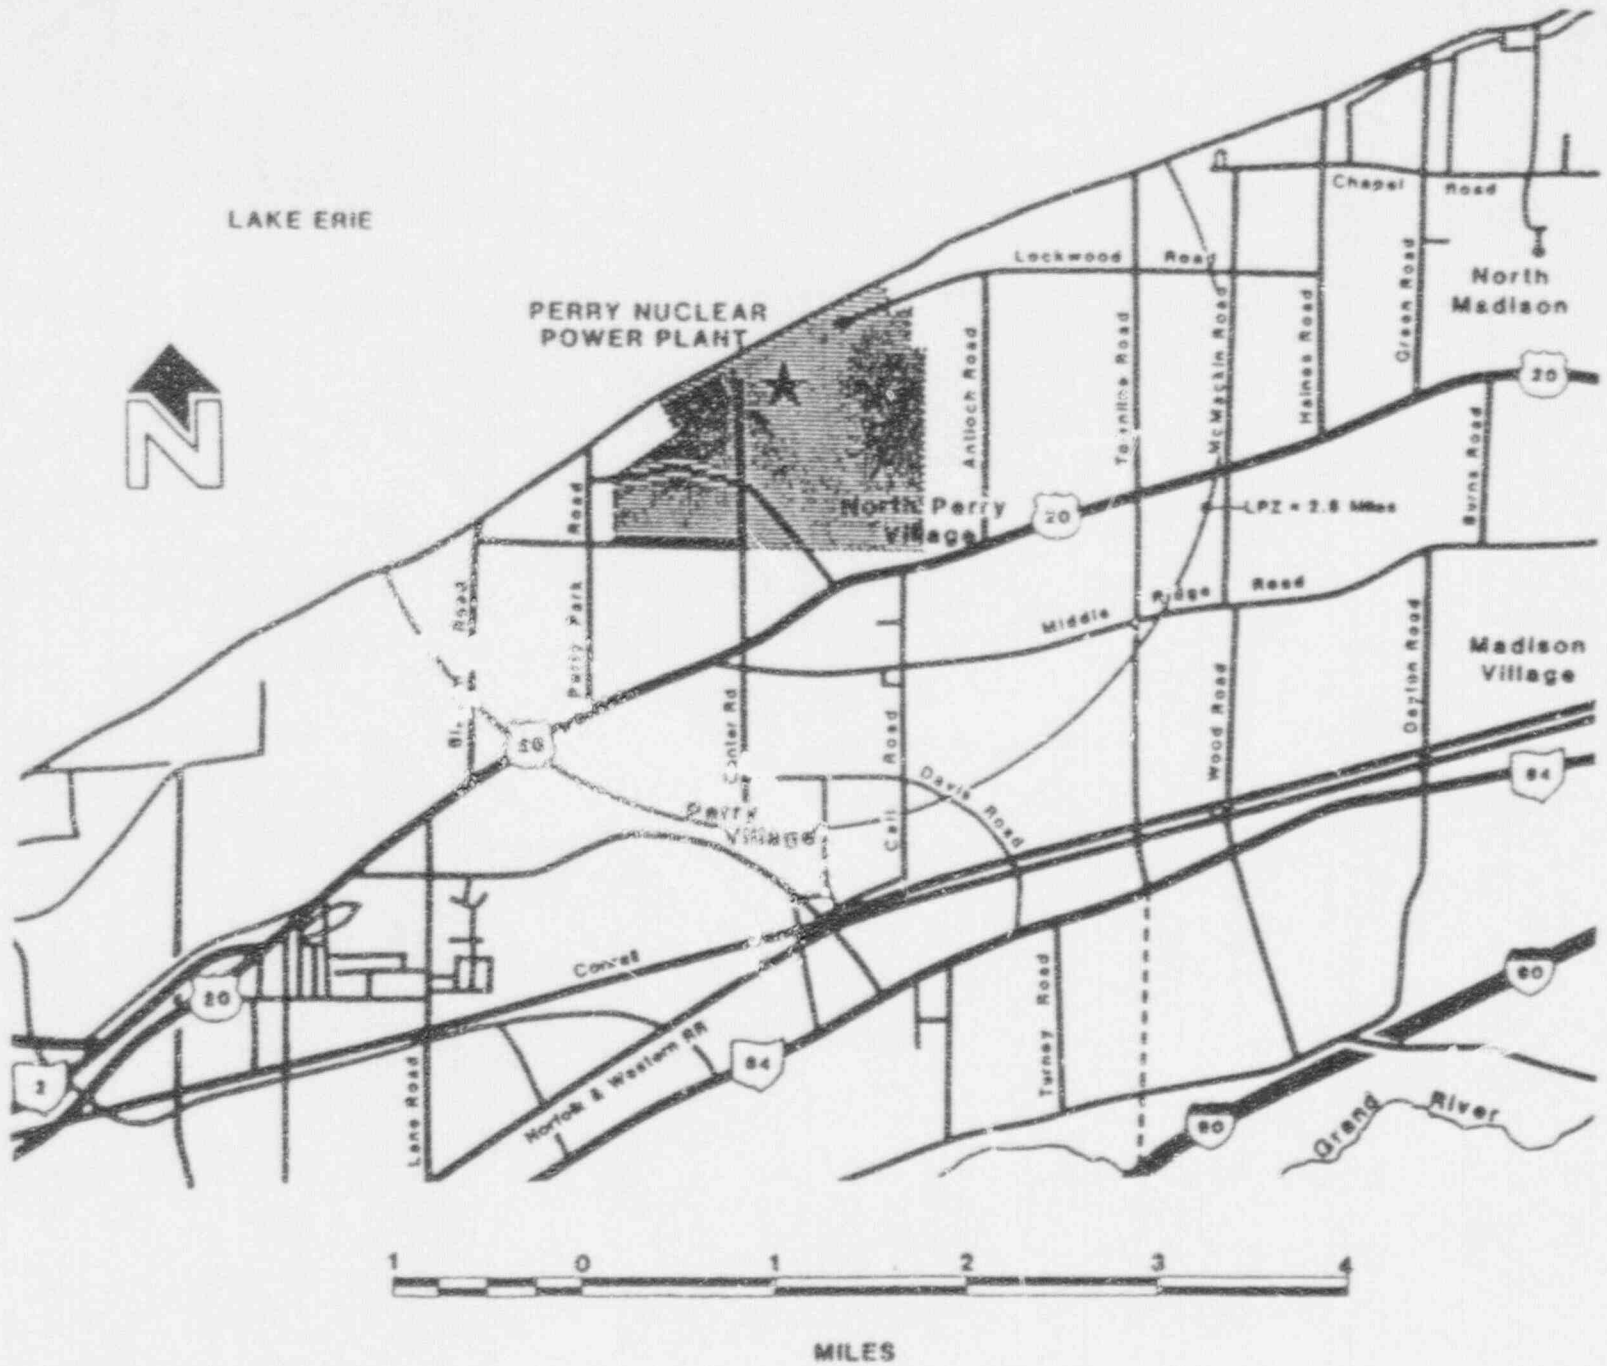 LAKE ERIE
PERRY NUCLEAR
POWER PLANT
N
Chapel Road
Lockwood Road
North
Madison
Green Road
Haines Road
McMackin Road
Townline Road
Antioch Road
20
Burns Road
North Perry
Village
20
LPZ = 2.5 Miles
Road
Perry Park
Road
Middle Ridge Road
Madison
Village
Dayton Road
Wood Road
Center Rd
Call Road
Davis Road
20
Perry
Village
84
Conrail
20
Turney Road
90
2
Norfolk & Western RR
84
Lane Road
90
Grand River
1 0 1 2 3 4
MILES